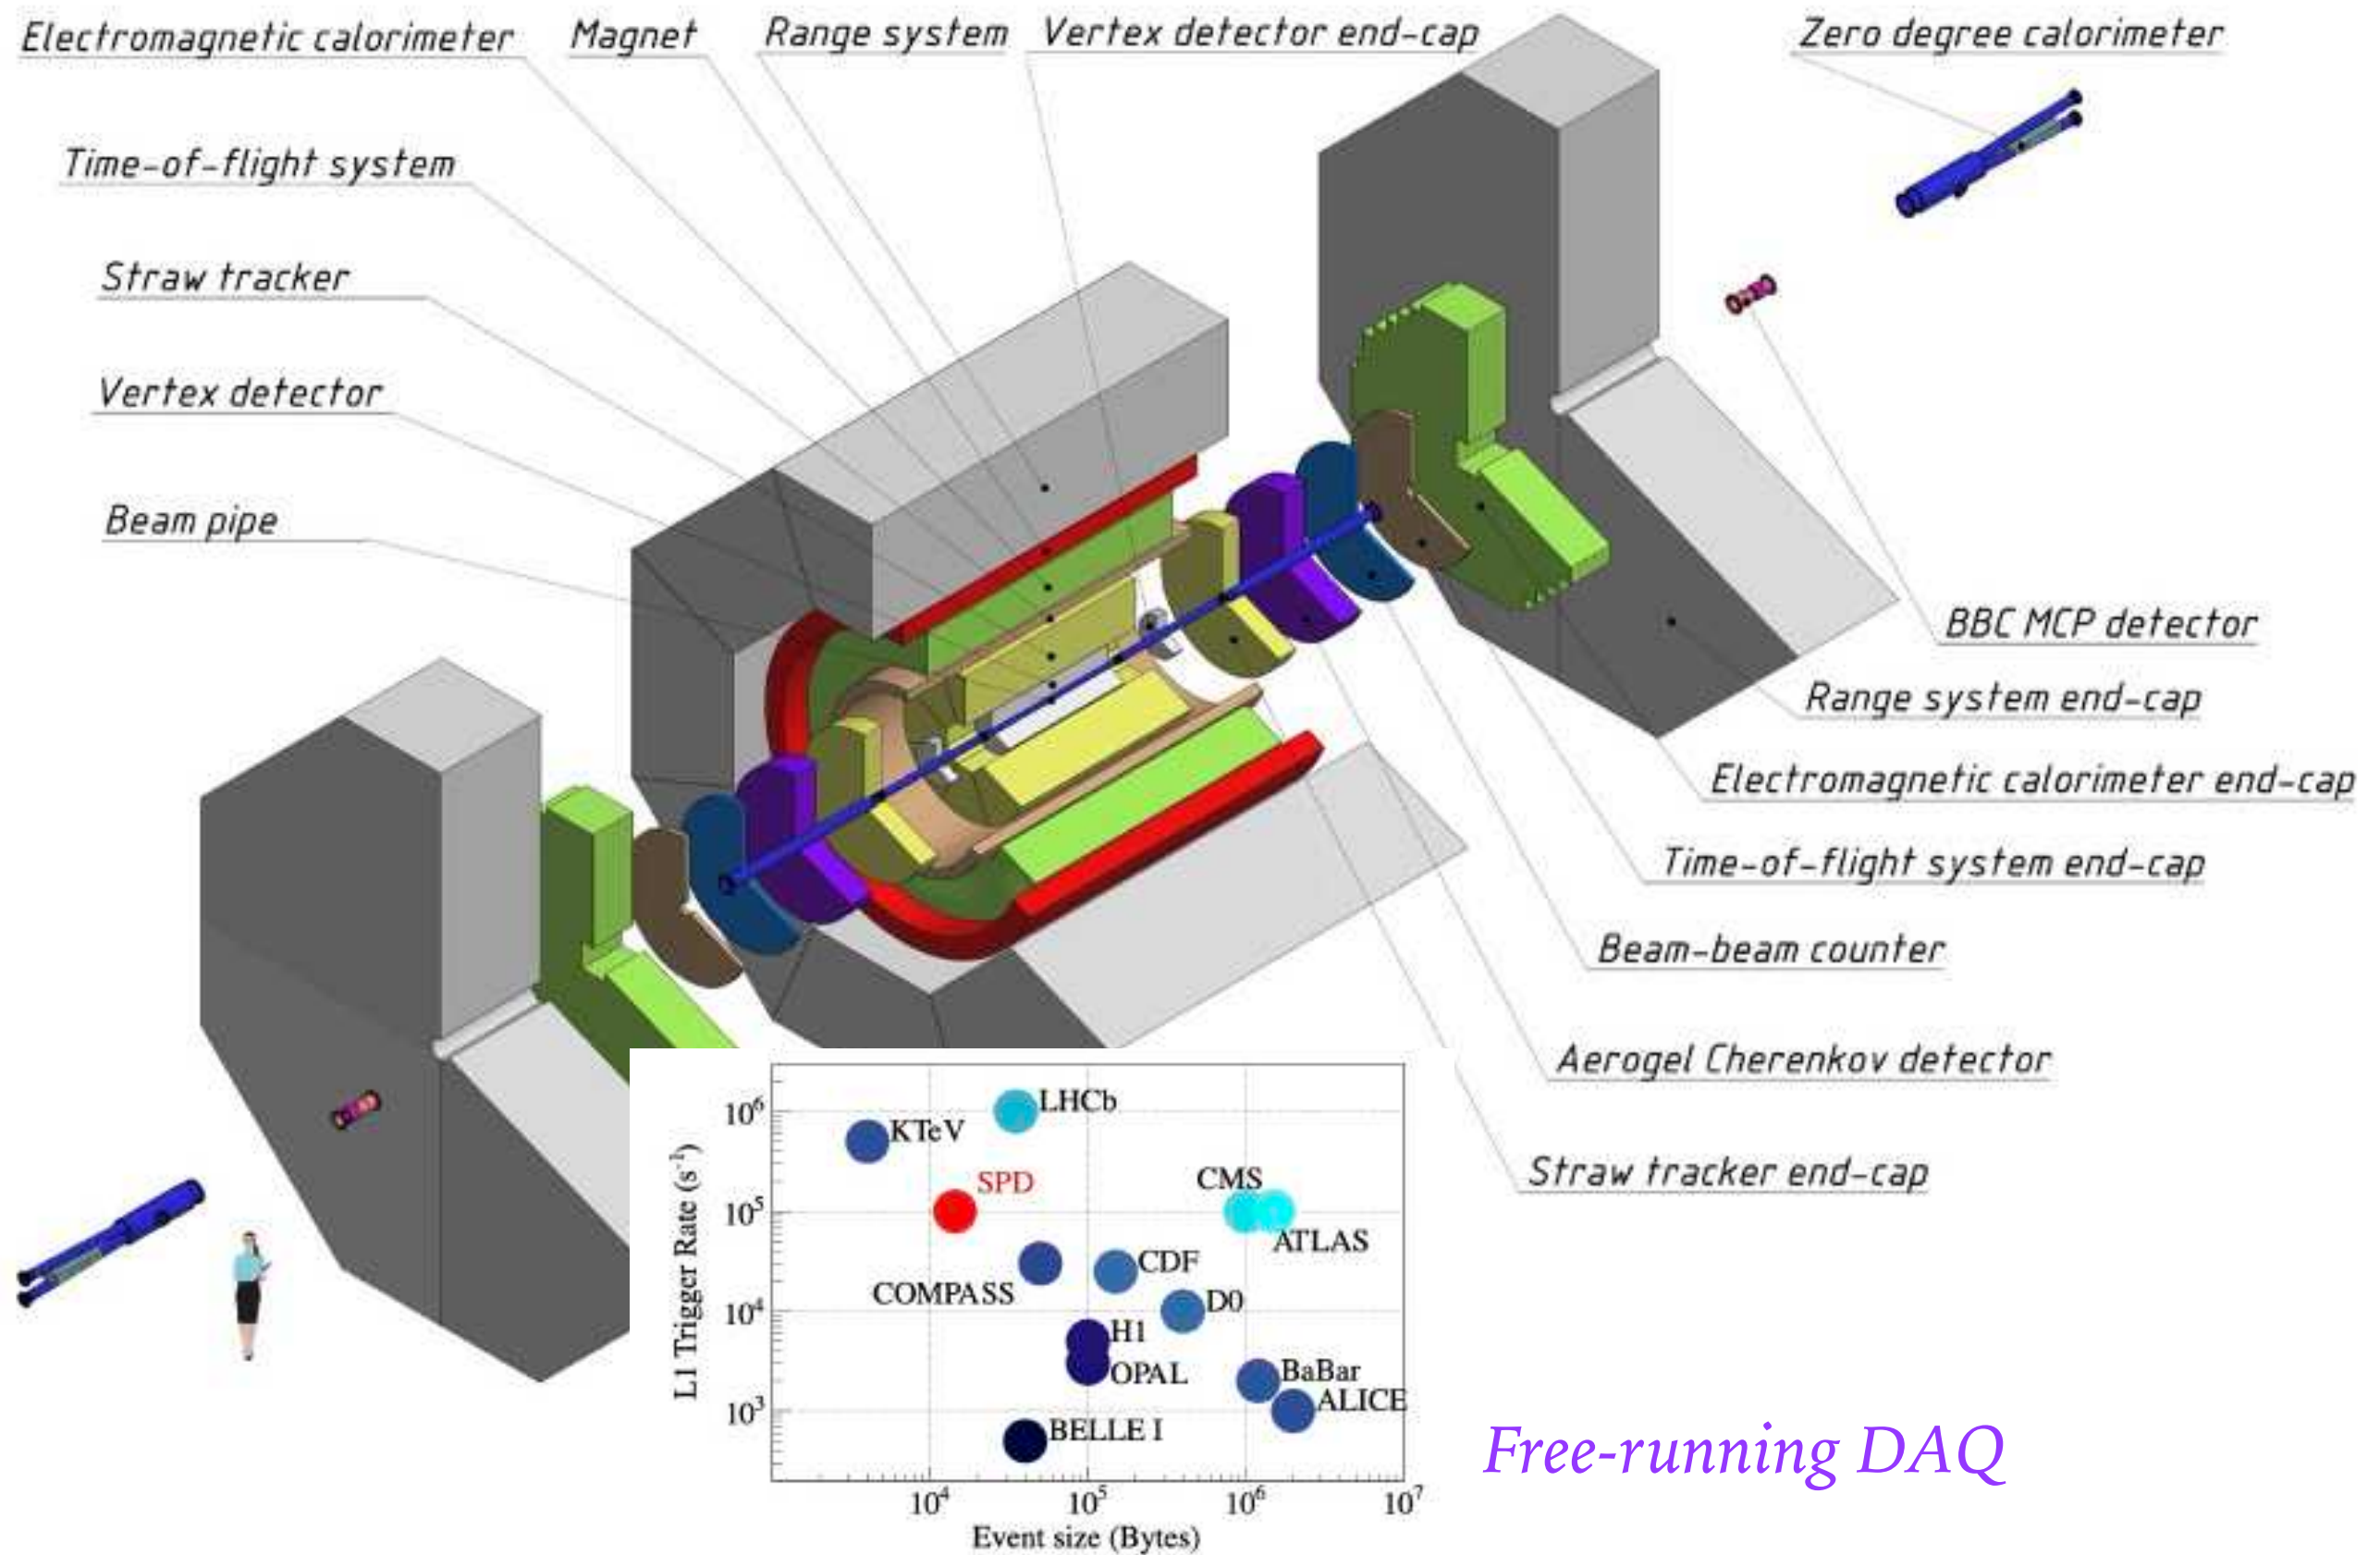 Electromagnetic calorimeter
Magnet
Range system
Vertex detector end-cap
Zero degree calorimeter
Time-of-flight system
Straw tracker
Vertex detector
Beam pipe
BBC MCP detector
Range system end-cap
Electromagnetic calorimeter end-cap
Time-of-flight system end-cap
Beam-beam counter
Aerogel Cherenkov detector
Straw tracker end-cap
L1 Trigger Rate (s⁻¹)
10⁶
10⁵
10⁴
10³
LHCb
KTeV
SPD
CMS
ATLAS
CDF
COMPASS
D0
H1
OPAL
BaBar
ALICE
BELLE I
10⁴
10⁵
10⁶
10⁷
Event size (Bytes)
Free-running DAQ